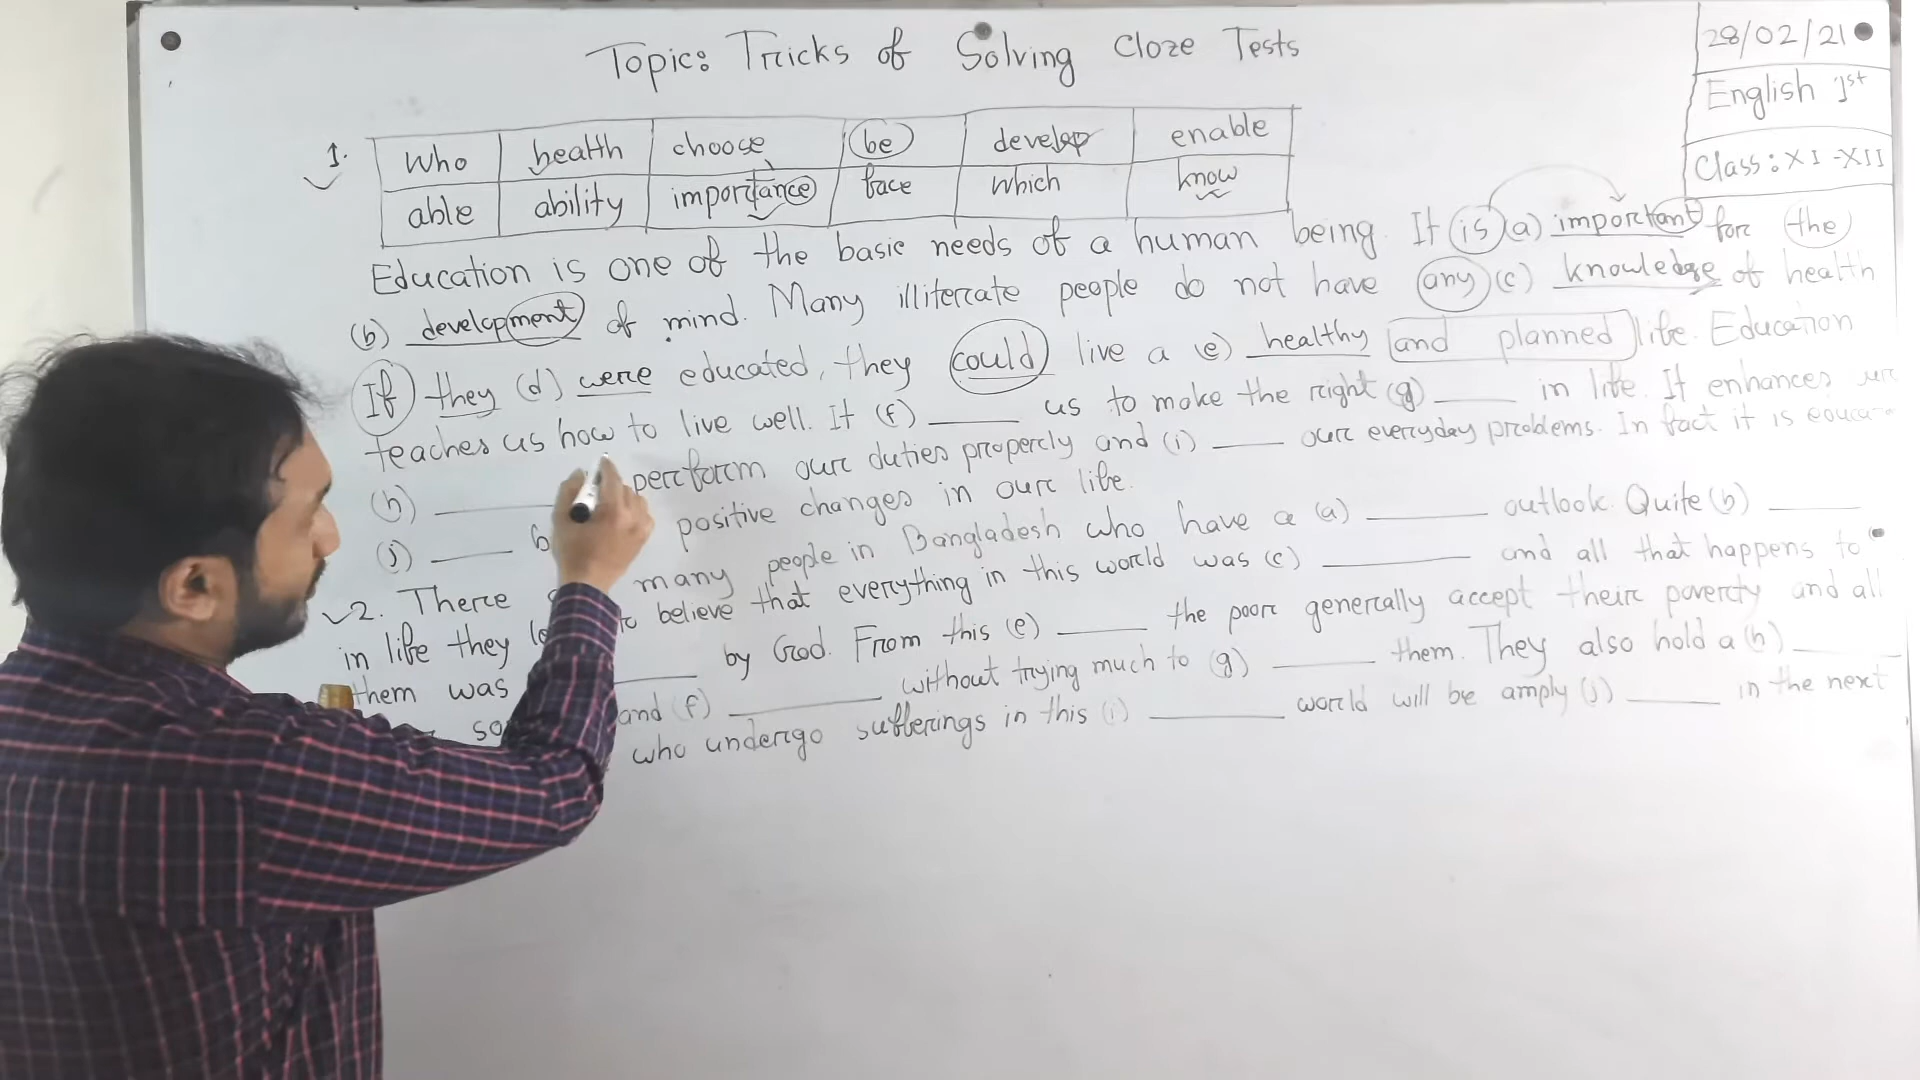 Topic: Tricks of Solving Cloze Tests
28/02/21
English 1st
Class: XI-XII
1.
who health choose be develop enable
able ability importance face which know
Education is one of the basic needs of a human being. It is (a) important for the
(b) development of mind. Many illiterate people do not have any (c) knowledge of health
If they (d) were educated, they could live a (e) healthy and planned life. Education
teaches us how to live well. It (f) ____ us to make the right (g) ____ in life. It enhances our
(h) ____ perform our duties properly and (i) ____ our everyday problems. In fact it is
(j) ____ positive changes in our life.
2. There many people in Bangladesh who have a (a) ____ outlook. Quite (b) ____
in life they believe that everything in this world was (c) ____ and all that happens to
them was ____ by God. From this (e) ____ the poor generally accept their poverty and all
and (f) ____ without trying much to (g) ____ them. They also hold a (h) ____
who undergo sufferings in this (i) ____ world will be amply (j) ____ in the next